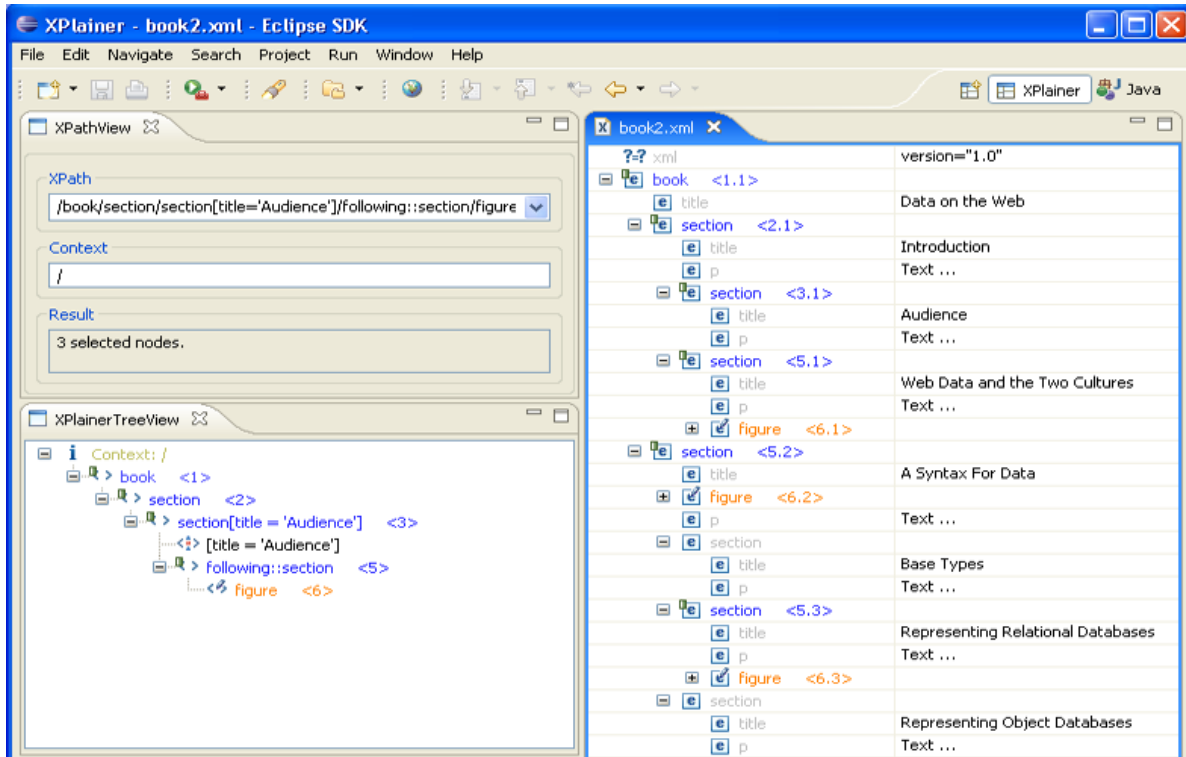 XPlainer - book2.xml - Eclipse SDK
File Edit Navigate Search Project Run Window Help
XPlainer Java
XPathView
XPath
/book/section/section[title='Audience']/following::section/figure
Context
/
Result
3 selected nodes.
XPlainerTreeView
Context: /
> book <1>
> section <2>
> section[title = 'Audience'] <3>
[title = 'Audience']
> following::section <5>
figure <6>
book2.xml
?=? xml version="1.0"
book <1.1>
title Data on the Web
section <2.1>
title Introduction
p Text ...
section <3.1>
title Audience
p Text ...
section <5.1>
title Web Data and the Two Cultures
p Text ...
figure <6.1>
section <5.2>
title A Syntax For Data
figure <6.2>
p Text ...
section
title Base Types
p Text ...
section <5.3>
title Representing Relational Databases
p Text ...
figure <6.3>
section
title Representing Object Databases
p Text ...